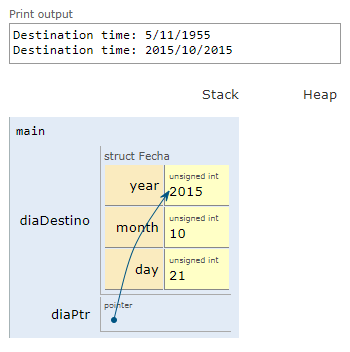 Print output
Destination time: 5/11/1955
Destination time: 2015/10/2015
Stack Heap
main
struct Fecha
diaDestino
year
unsigned int
2015
month
unsigned int
10
day
unsigned int
21
diaPtr
pointer